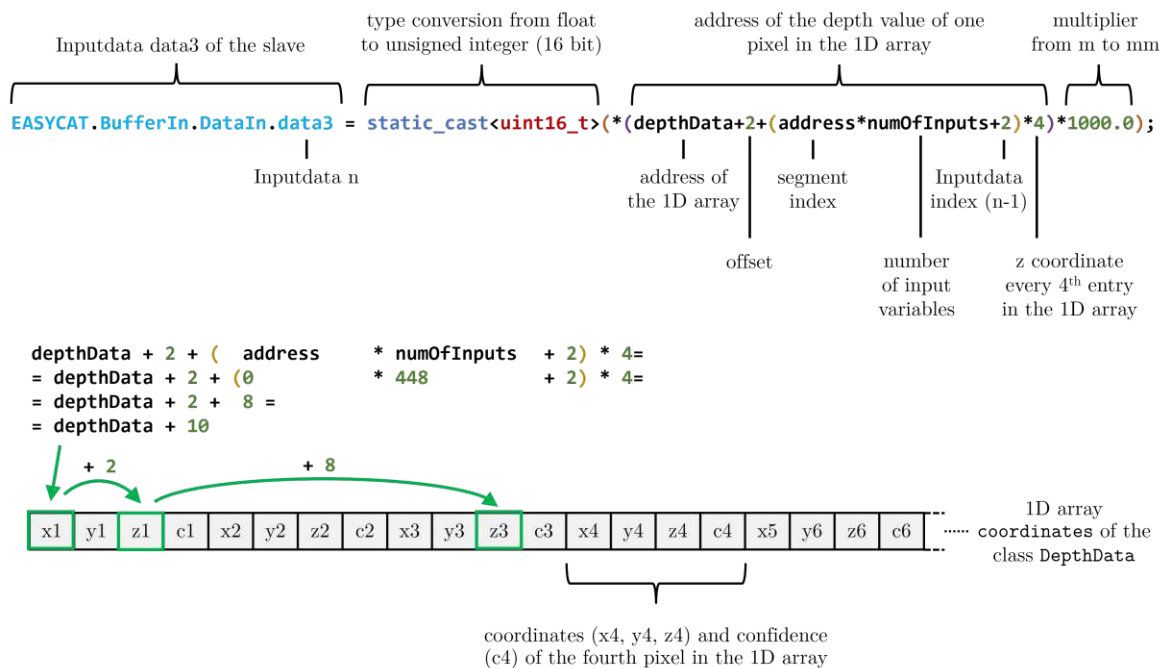 Inputdata data3 of the slave
type conversion from float
to unsigned integer (16 bit)
address of the depth value of one
pixel in the 1D array
multiplier
from m to mm
EASYCAT.BufferIn.DataIn.data3 = static_cast<uint16_t>(*(depthData+2+(address*numOfInputs+2)*4)*1000.0);
Inputdata n
address of
the 1D array
segment
index
Inputdata
index (n-1)
offset
number
of input
variables
z coordinate
every 4th entry
in the 1D array
depthData + 2 + ( address * numOfInputs + 2) * 4=
= depthData + 2 + (0 * 448 + 2) * 4=
= depthData + 2 + 8 =
= depthData + 10
+ 2
+ 8
x1 y1 z1 c1 x2 y2 z2 c2 x3 y3 z3 c3 x4 y4 z4 c4 x5 y6 z6 c6
1D array
coordinates of the
class DepthData
coordinates (x4, y4, z4) and confidence
(c4) of the fourth pixel in the 1D array